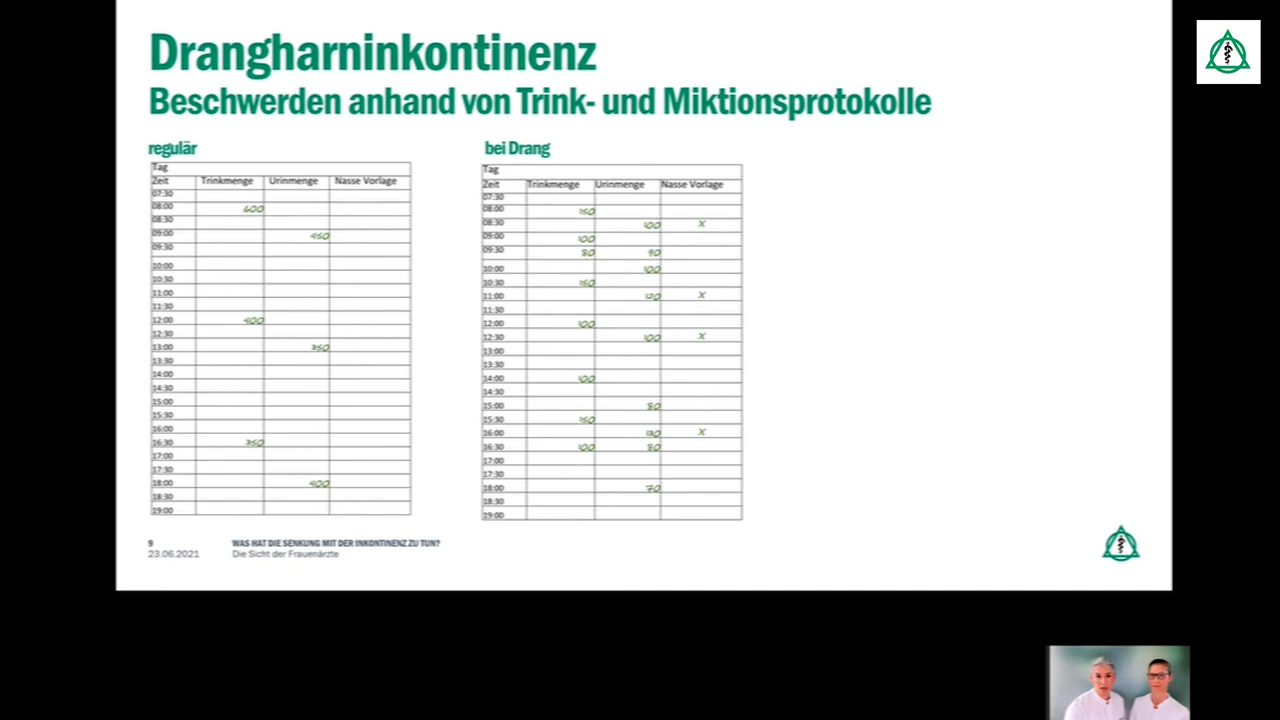 Drangharninkontinenz
Beschwerden anhand von Trink- und Miktionsprotokolle
regulär
Tag
Zeit Trinkmenge Urinmenge Nasse Vorlage
07:30
08:00 600
08:30
09:00 450
09:30
10:00
10:30
11:00
11:30
12:00 400
12:30
13:00 350
13:30
14:00
14:30
15:00
15:30
16:00
16:30 350
17:00
17:30
18:00 400
18:30
19:00
bei Drang
Tag
Zeit Trinkmenge Urinmenge Nasse Vorlage
07:30
08:00 150
08:30 100 X
09:00 100
09:30 80 90
10:00 100
10:30 150
11:00 120 X
11:30
12:00 100
12:30 100 X
13:00
13:30
14:00 100
14:30
15:00 80
15:30 150
16:00 X
16:30 100 80
17:00
17:30
18:00 70
18:30
19:00
9 WAS HAT DIE SENKUNG MIT DER INKONTINENZ ZU TUN?
23.06.2021 Die Sicht der Frauenärzte